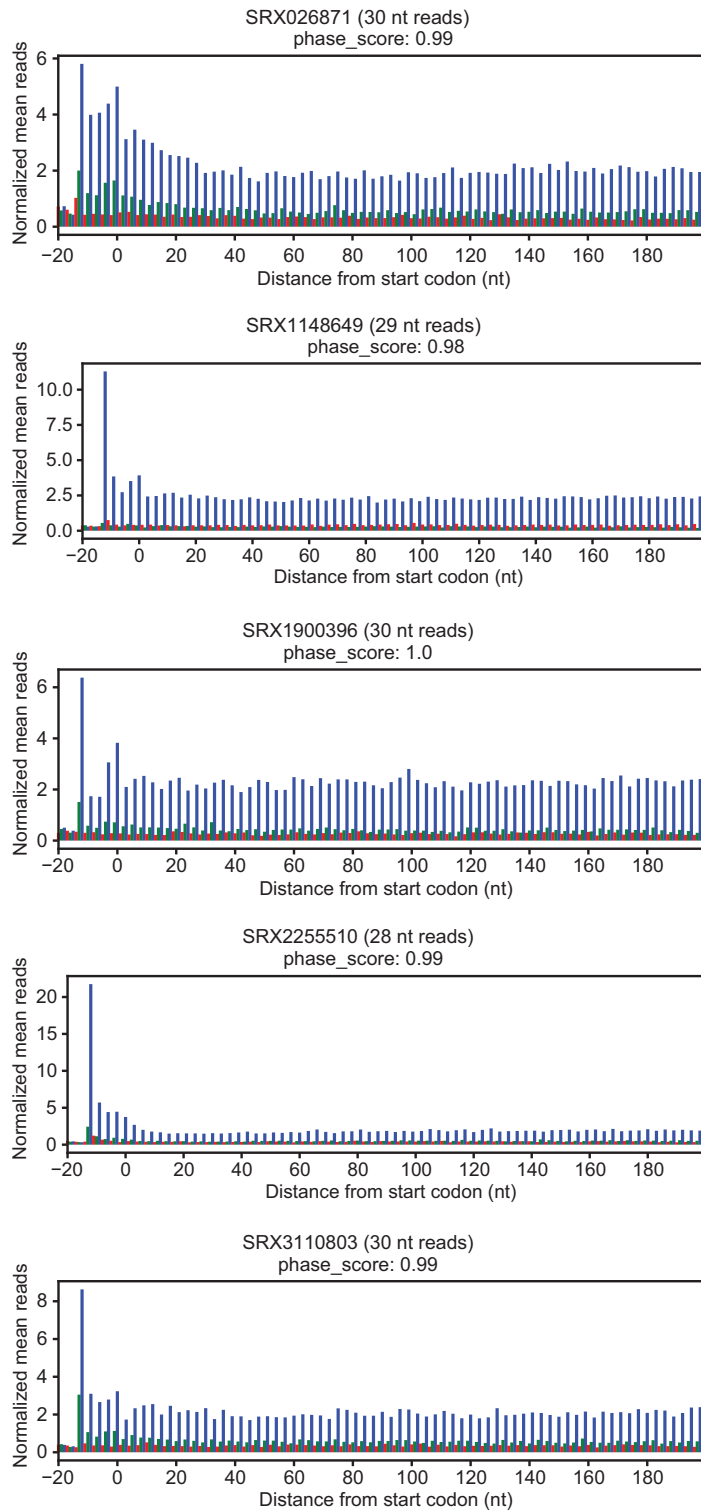 SRX026871 (30 nt reads)
phase_score: 0.99
Normalized mean reads
6
4
2
0
−20 0 20 40 60 80 100 120 140 160 180
Distance from start codon (nt)
SRX1148649 (29 nt reads)
phase_score: 0.98
Normalized mean reads
10.0
7.5
5.0
2.5
0.0
−20 0 20 40 60 80 100 120 140 160 180
Distance from start codon (nt)
SRX1900396 (30 nt reads)
phase_score: 1.0
Normalized mean reads
6
4
2
0
−20 0 20 40 60 80 100 120 140 160 180
Distance from start codon (nt)
SRX2255510 (28 nt reads)
phase_score: 0.99
Normalized mean reads
20
15
10
5
0
−20 0 20 40 60 80 100 120 140 160 180
Distance from start codon (nt)
SRX3110803 (30 nt reads)
phase_score: 0.99
Normalized mean reads
8
6
4
2
0
−20 0 20 40 60 80 100 120 140 160 180
Distance from start codon (nt)